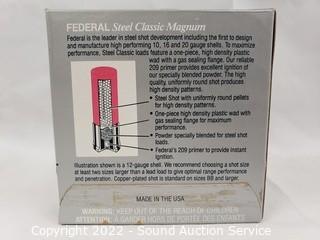 FEDERAL Steel Classic Magnum
Federal is the leader in steel shot development including the first to design
and manufacture high performing 10, 16 and 20 gauge shells. To maximize
performance, Steel Classic loads feature a one-piece, high density plastic
wad with a gas sealing flange. Our reliable
209 primer provides excellent ignition of
our specially blended powder. The high
quality, uniformly round shot produces
high density patterns.
• Steel Shot with uniformly round pellets
for high density patterns.
• One-piece high density plastic wad with
gas sealing flange for maximum
performance.
• Powder specially blended for steel
shot loads.
• Federal's 209 primer to provide instant
ignition.
Illustration shown is a 12-gauge shell. We recommend choosing a shot size
at least two sizes larger than a lead load to give optimal range performance
and penetration. Copper-plated shot is standard on sizes BB and larger.
MADE IN THE USA
WARNING: KEEP OUT OF THE REACH OF CHILDREN
ATTENTION: A GARDER HORS DE PORTEE DES ENFANTS
Copyright 2022 - Sound Auction Service